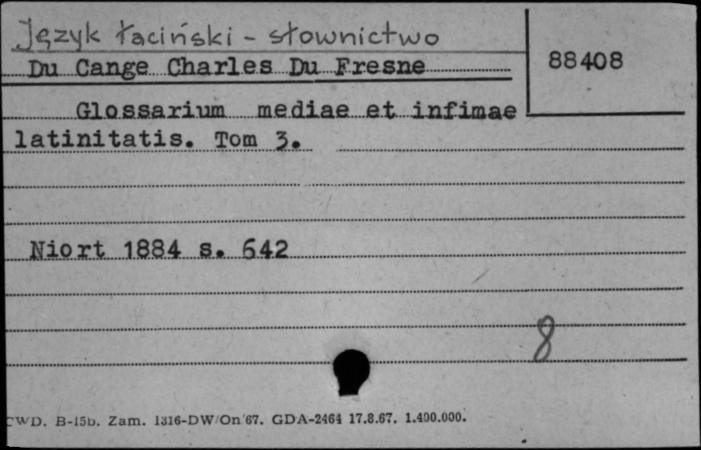 Język łaciński - słownictwo
Du Cange Charles Du Fresne
88408
Glossarium mediae et infimae
latinitatis. Tom 3.
Niort 1884 s. 642
8
CWD. B-15b. Zam. 1316-DW/On 67. GDA-2464 17.8.67. 1.400.000.